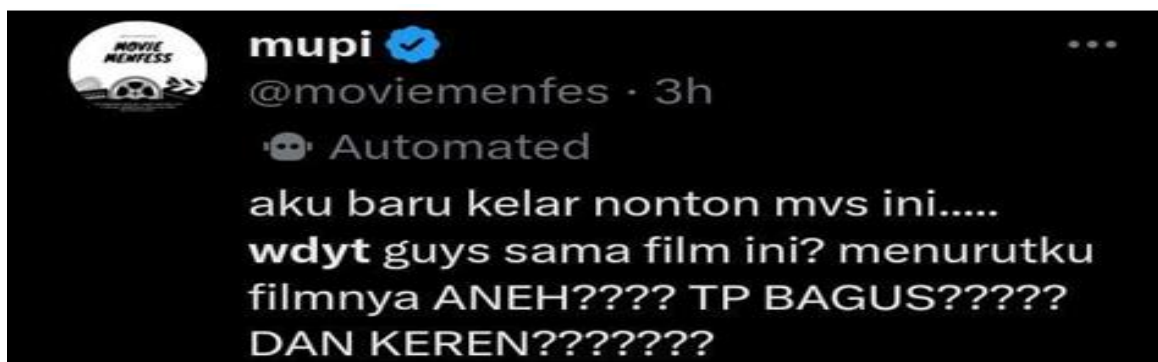 MOVIE
MENFESS
mupi
@moviemenfes · 3h
Automated
aku baru kelar nonton mvs ini.....
wdyt guys sama film ini? menurutku
filmnya ANEH???? TP BAGUS?????
DAN KEREN???????